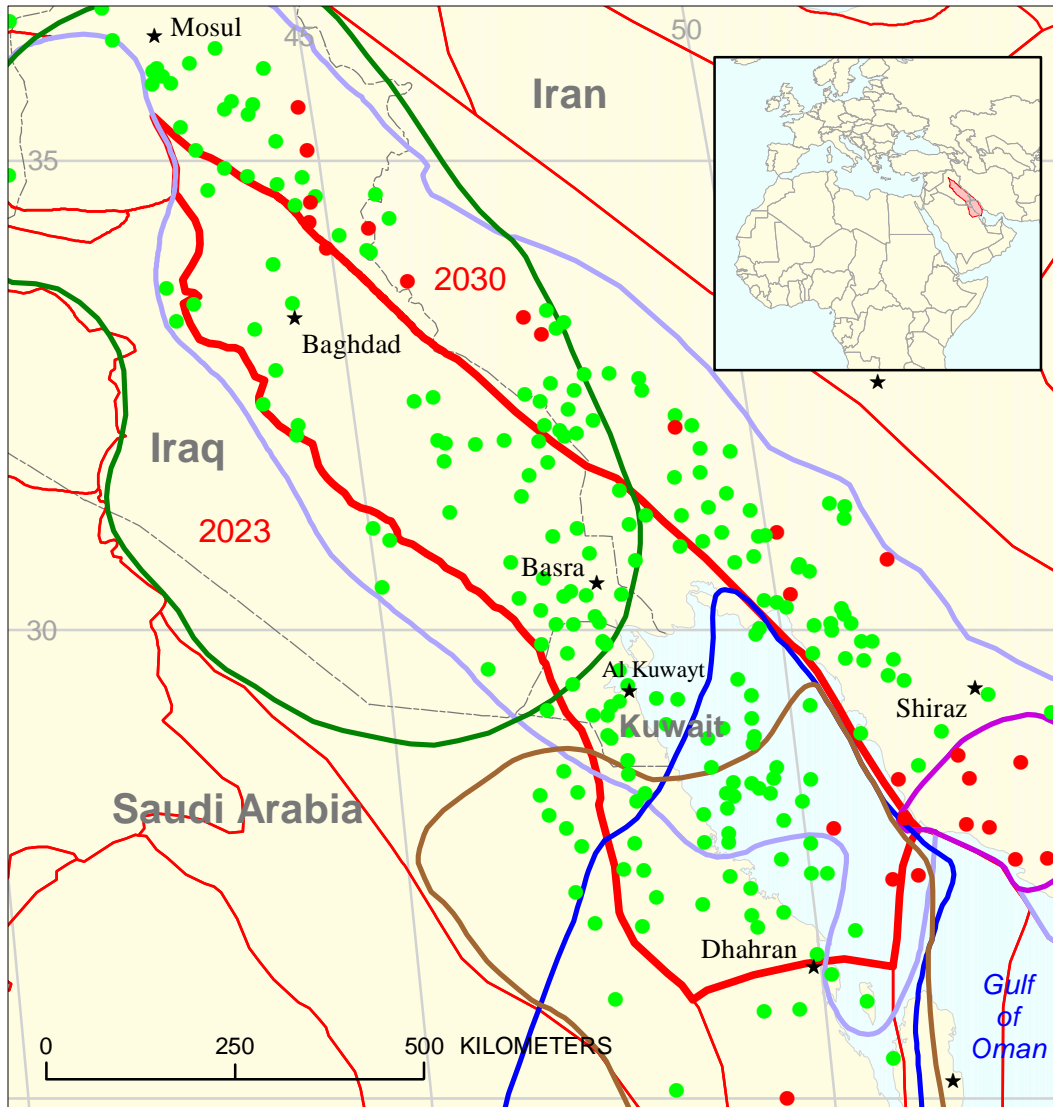 Mosul
45
50
Iran
35
2030
Baghdad
Iraq
2023
Basra
30
Al Kuwayt
Shiraz
Kuwait
Saudi Arabia
Dhahran
Gulf
of
Oman
0
250
500 KILOMETERS